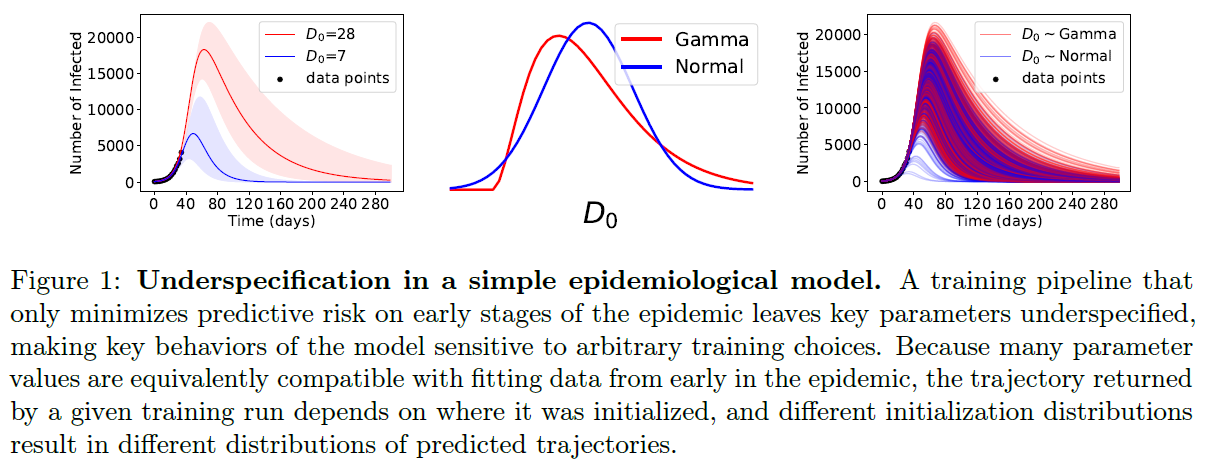 Number of Infected
20000
15000
10000
5000
0
0 40 80 120 160 200 240 280
Time (days)
D₀=28
D₀=7
data points
Gamma
Normal
D₀
Number of Infected
20000
15000
10000
5000
0
0 40 80 120 160 200 240 280
Time (days)
D₀ ~ Gamma
D₀ ~ Normal
data points
Figure 1: Underspecification in a simple epidemiological model. A training pipeline that
only minimizes predictive risk on early stages of the epidemic leaves key parameters underspecified,
making key behaviors of the model sensitive to arbitrary training choices. Because many parameter
values are equivalently compatible with fitting data from early in the epidemic, the trajectory returned
by a given training run depends on where it was initialized, and different initialization distributions
result in different distributions of predicted trajectories.